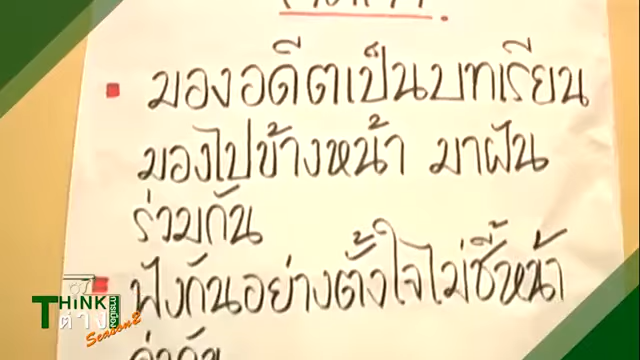 มองอดีตเป็นบทเรียน
มองไปข้างหน้า มาฝัน
ร่วมกัน
ฟังกันอย่างตั้งใจไม่ชี้หน้า
THiNK
ต่าง
Season2